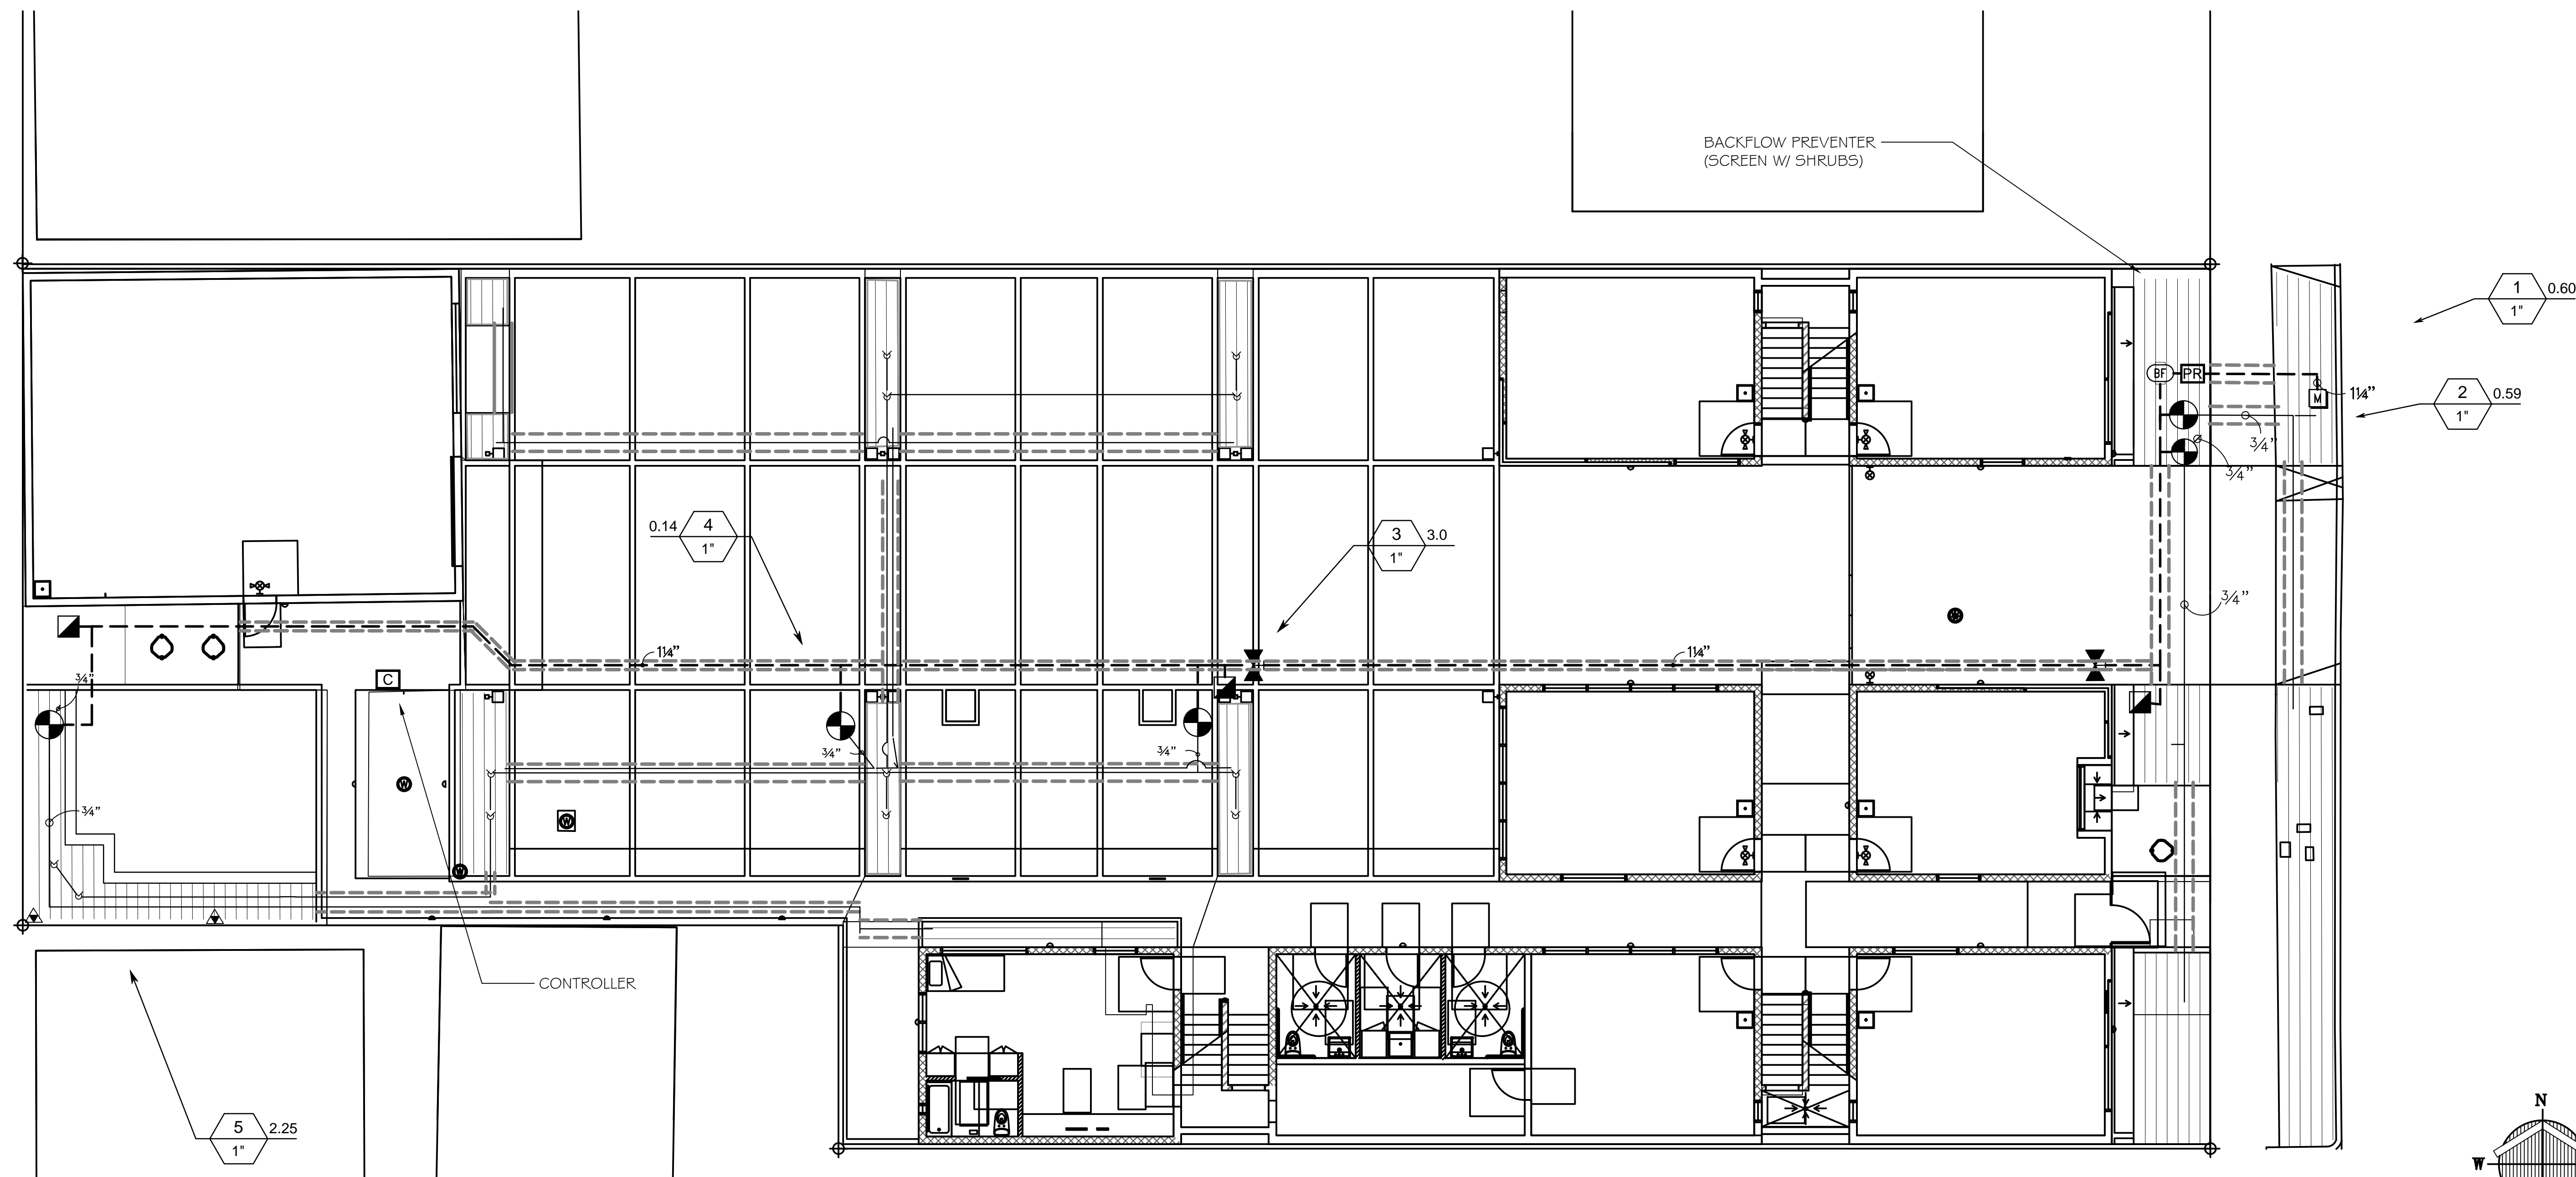 BACKFLOW PREVENTER
(SCREEN W/ SHRUBS)
1 0.60
1"
BF PR
M
1¼"
2 0.59
1"
3/4"
3/4"
0.14 4
1"
3 3.0
1"
3/4"
1¼"
1¼"
C
3/4"
3/4"
3/4"
3/4"
W
W
W
CONTROLLER
5 2.25
1"
N
W